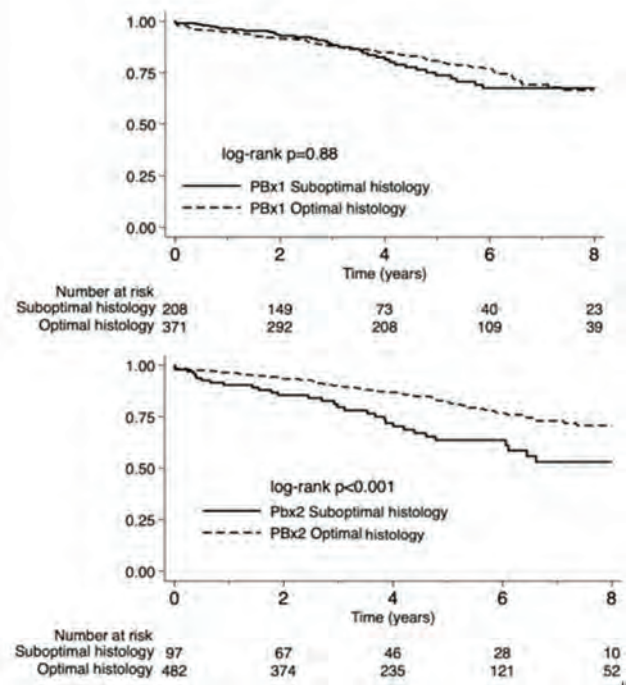 1.00
0.75
0.50
0.25
0.00
log-rank p=0.88
PBx1 Suboptimal histology
PBx1 Optimal histology
0 2 4 6 8
Time (years)
Number at risk
Suboptimal histology 208 149 73 40 23
Optimal histology 371 292 208 109 39
1.00
0.75
0.50
0.25
0.00
log-rank p<0.001
Pbx2 Suboptimal histology
PBx2 Optimal histology
0 2 4 6 8
Time (years)
Number at risk
Suboptimal histology 97 67 46 28 10
Optimal histology 482 374 235 121 52